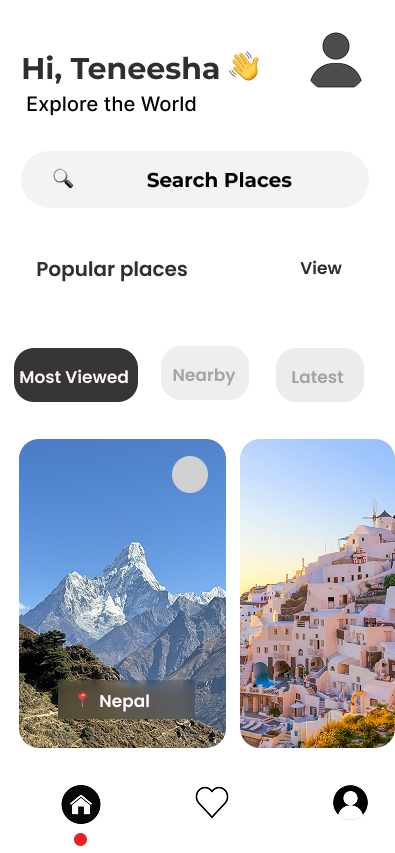 Hi, Teneesha 👋
Explore the World
Search Places
Popular places
View
Most Viewed
Nearby
Latest
Nepal